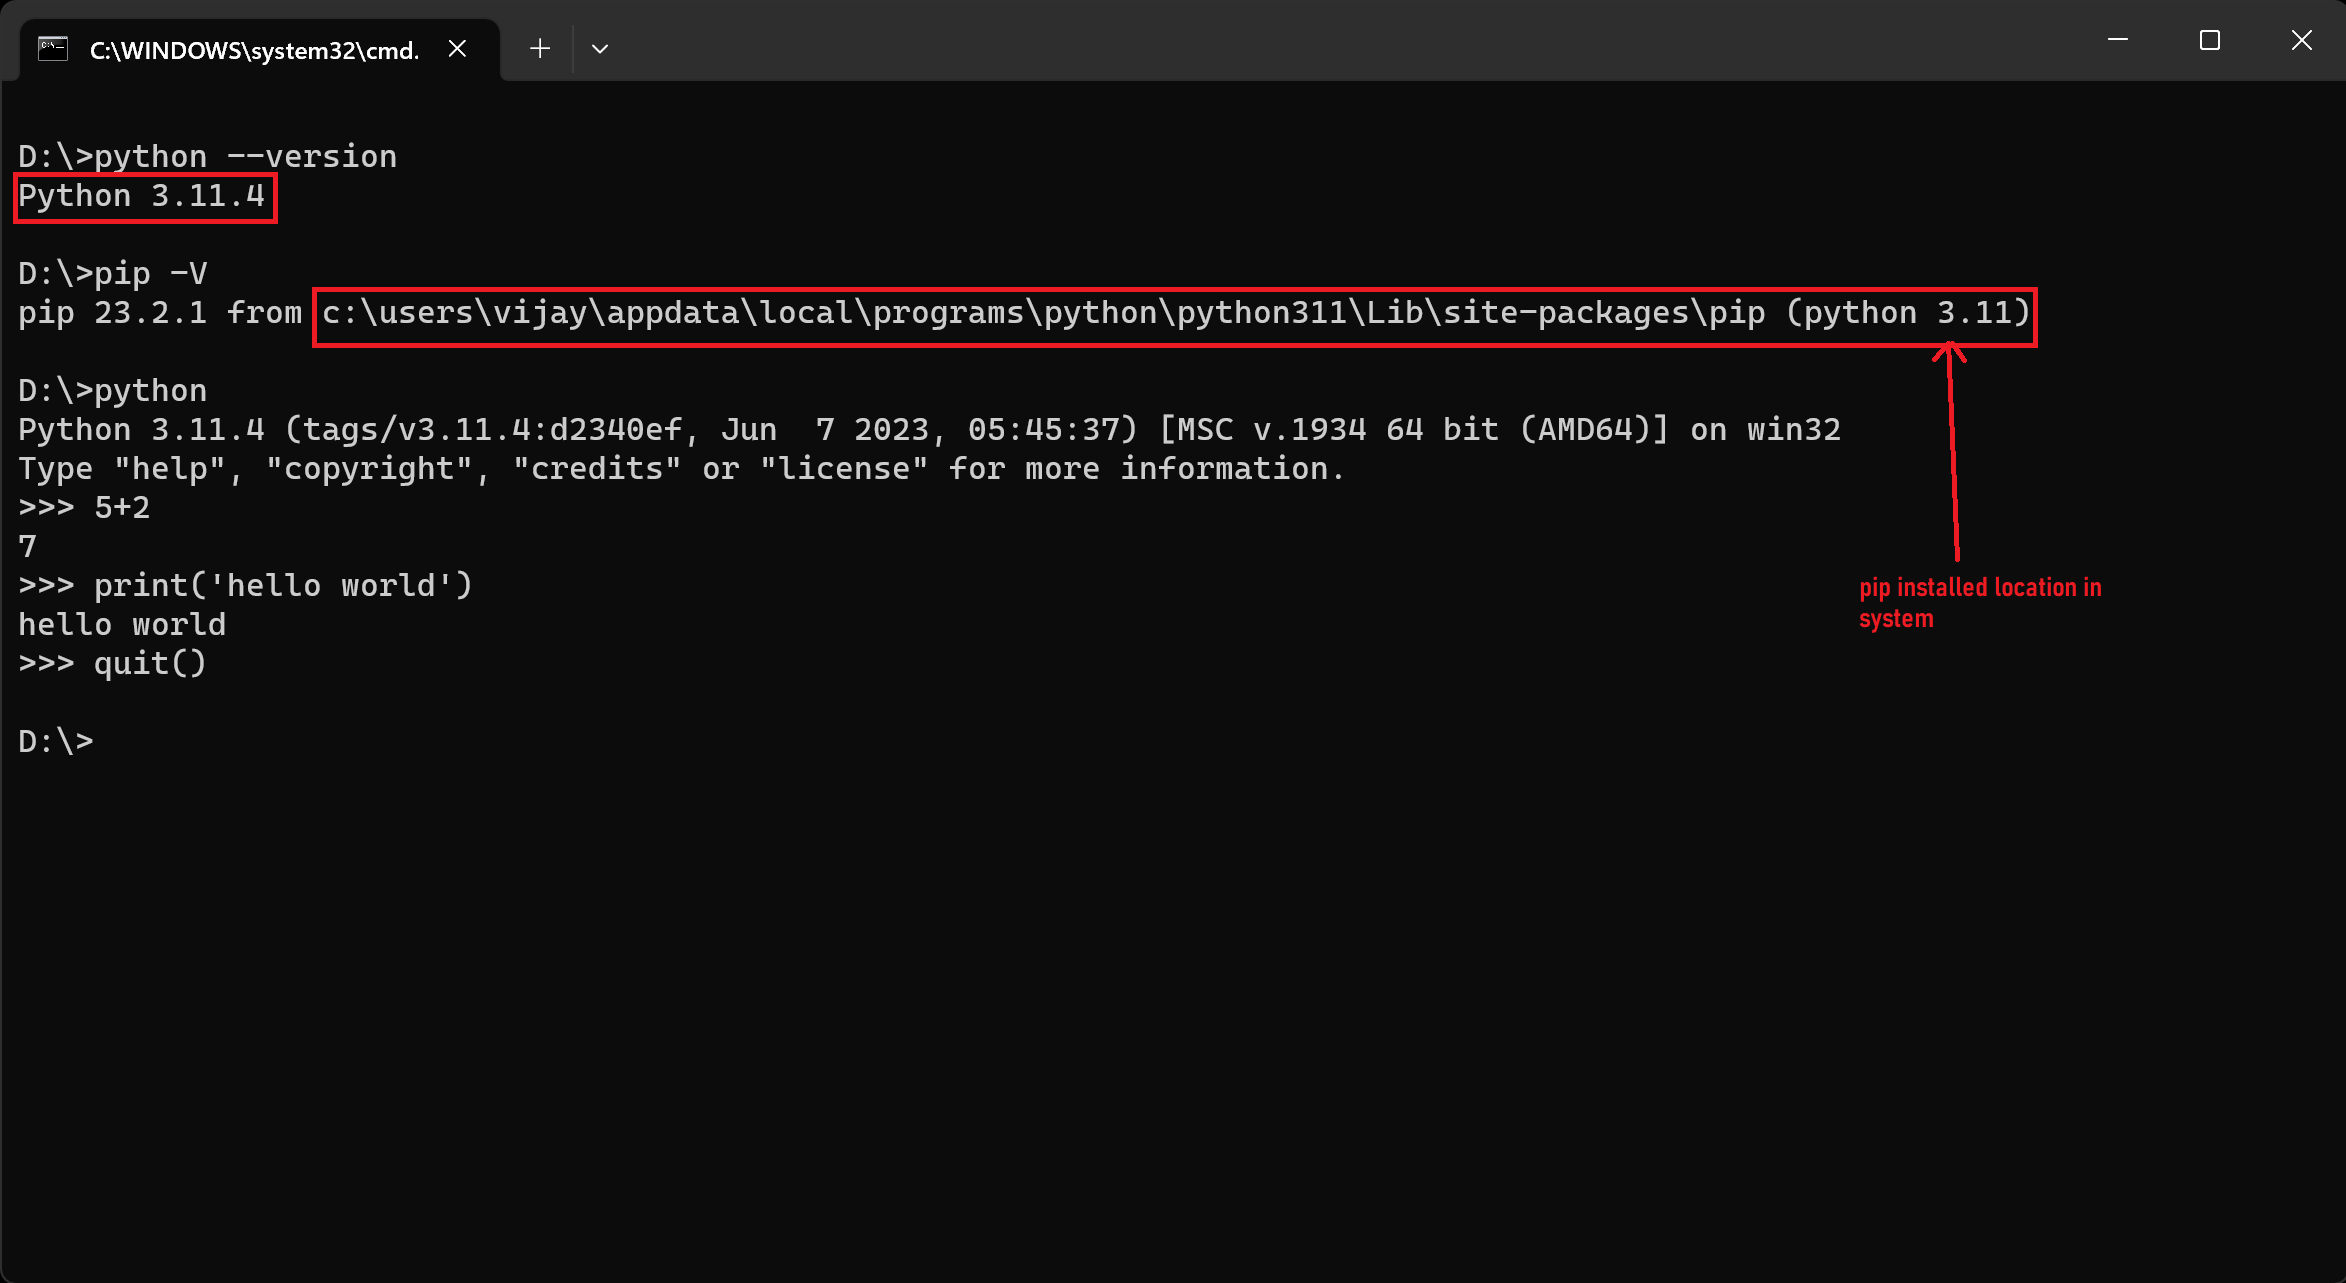 C:\WINDOWS\system32\cmd.
D:\>python --version
Python 3.11.4
D:\>pip -V
pip 23.2.1 from c:\users\vijay\appdata\local\programs\python\python311\Lib\site-packages\pip (python 3.11)
D:\>python
Python 3.11.4 (tags/v3.11.4:d2340ef, Jun  7 2023, 05:45:37) [MSC v.1934 64 bit (AMD64)] on win32
Type "help", "copyright", "credits" or "license" for more information.
>>> 5+2
7
>>> print('hello world')
hello world
>>> quit()
D:\>
pip installed location in
system